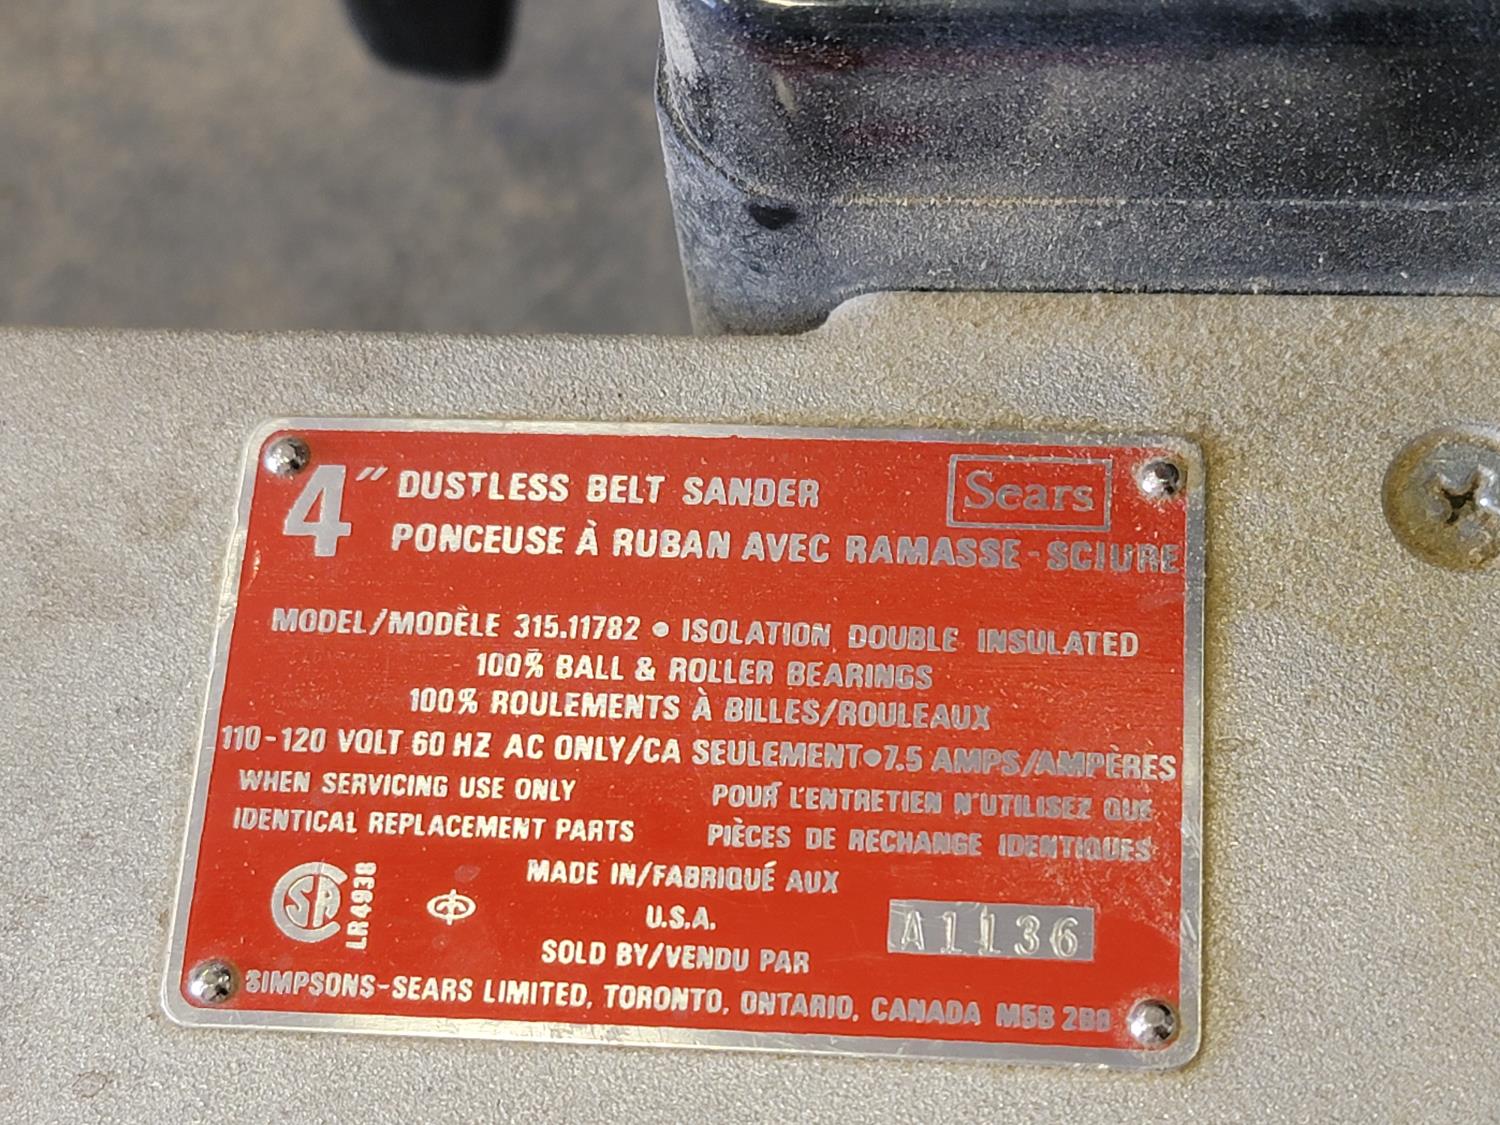 4" DUSTLESS BELT SANDER
Sears
PONCEUSE À RUBAN AVEC RAMASSE-SCIURE
MODEL/MODÈLE 315.11782 • ISOLATION DOUBLE INSULATED
100% BALL & ROLLER BEARINGS
100% ROULEMENTS À BILLES/ROULEAUX
110-120 VOLT 60 HZ AC ONLY/CA SEULEMENT•7.5 AMPS/AMPÈRES
WHEN SERVICING USE ONLY
IDENTICAL REPLACEMENT PARTS
POUR L'ENTRETIEN N'UTILISEZ QUE
PIÈCES DE RECHANGE IDENTIQUES
CSA
LR4938
MADE IN/FABRIQUÉ AUX
U.S.A.
A1136
SOLD BY/VENDU PAR
SIMPSONS-SEARS LIMITED, TORONTO, ONTARIO, CANADA M5B 2B8